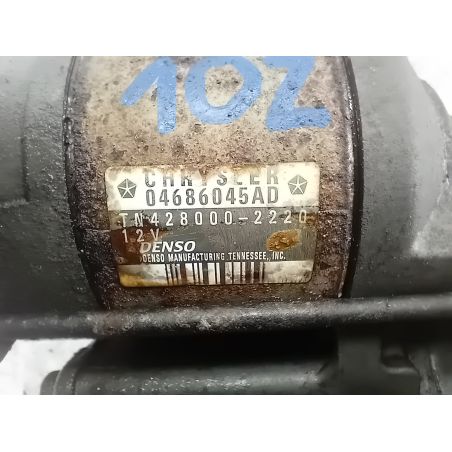 10Z
CHRYSLER
04686045AD
TN428000-2220
12V
DENSO
DENSO MANUFACTURING TENNESSEE, INC.